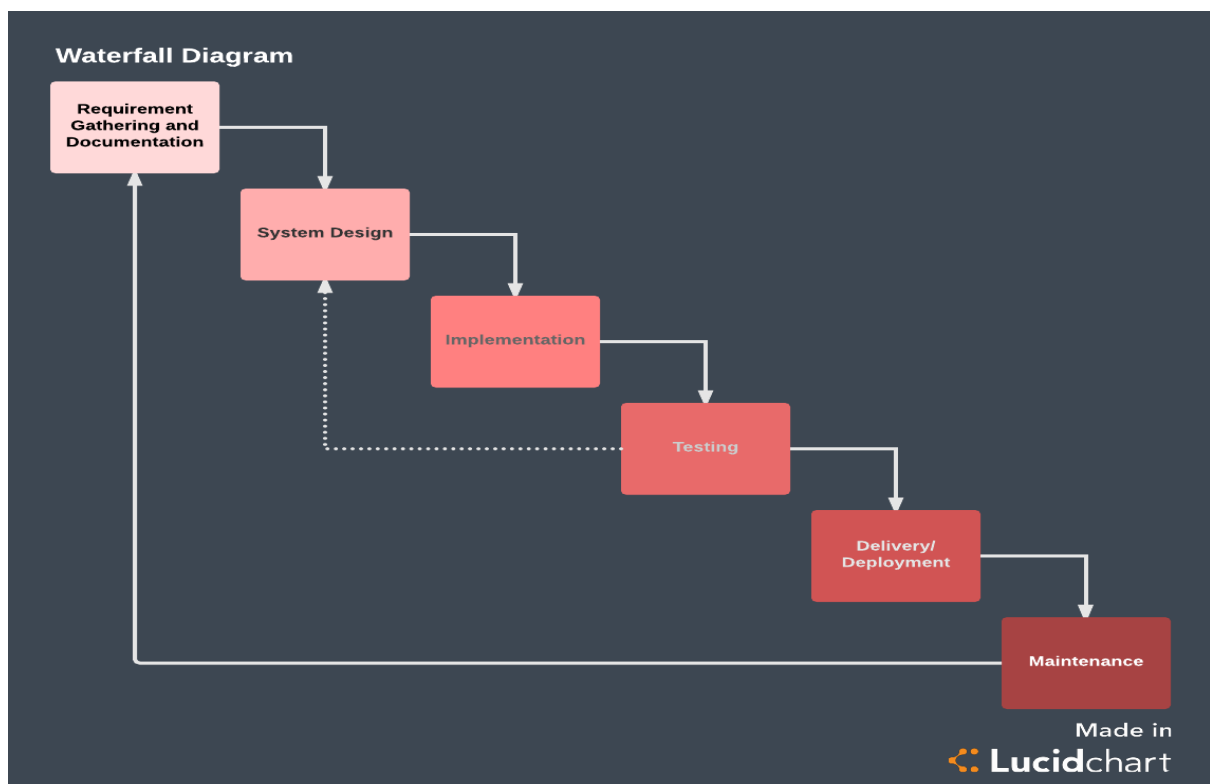 Waterfall Diagram
Requirement
Gathering and
Documentation
System Design
Implementation
Testing
Delivery/
Deployment
Maintenance
Made in
Lucidchart